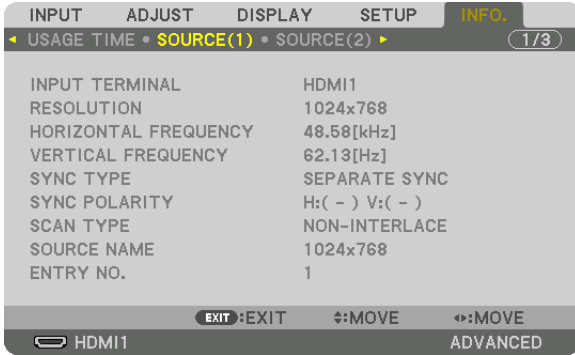 INPUT ADJUST DISPLAY SETUP INFO.
◄ USAGE TIME • SOURCE(1) • SOURCE(2) ► 1/3
INPUT TERMINAL HDMI1
RESOLUTION 1024x768
HORIZONTAL FREQUENCY 48.58[kHz]
VERTICAL FREQUENCY 62.13[Hz]
SYNC TYPE SEPARATE SYNC
SYNC POLARITY H:( - ) V:( - )
SCAN TYPE NON-INTERLACE
SOURCE NAME 1024x768
ENTRY NO. 1
EXIT :EXIT :MOVE :MOVE
HDMI1 ADVANCED